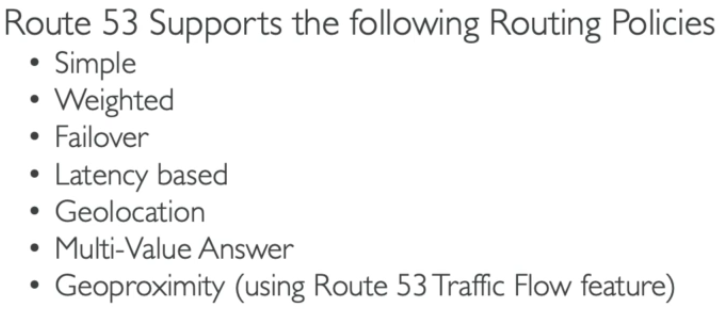 Route 53 Supports the following Routing Policies
• Simple
• Weighted
• Failover
• Latency based
• Geolocation
• Multi-Value Answer
• Geoproximity (using Route 53 Traffic Flow feature)